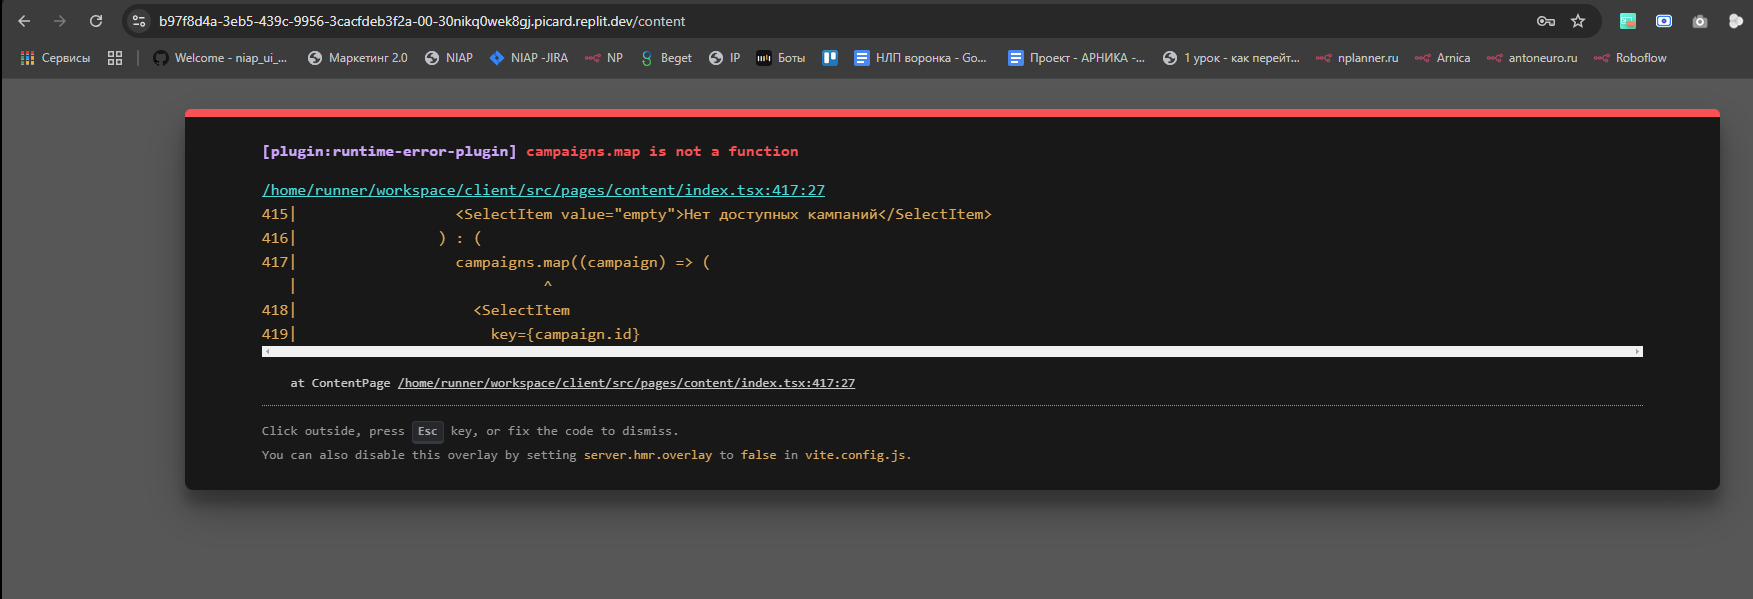 b97f8d4a-3eb5-439c-9956-3cacfdeb3f2a-00-30nikq0wek8gj.picard.replit.dev/content
Сервисы Welcome - niap_ui_... Маркетинг 2.0 NIAP NIAP -JIRA NP Beget IP Боты НЛП воронка - Go... Проект - АРНИКА -... 1 урок - как перейт... nplanner.ru Arnica antoneuro.ru Roboflow
[plugin:runtime-error-plugin] campaigns.map is not a function
/home/runner/workspace/client/src/pages/content/index.tsx:417:27
415| <SelectItem value="empty">Нет доступных кампаний</SelectItem>
416| ) : (
417| campaigns.map((campaign) => (
| ^
418| <SelectItem
419| key={campaign.id}
at ContentPage /home/runner/workspace/client/src/pages/content/index.tsx:417:27
Click outside, press Esc key, or fix the code to dismiss.
You can also disable this overlay by setting server.hmr.overlay to false in vite.config.js.